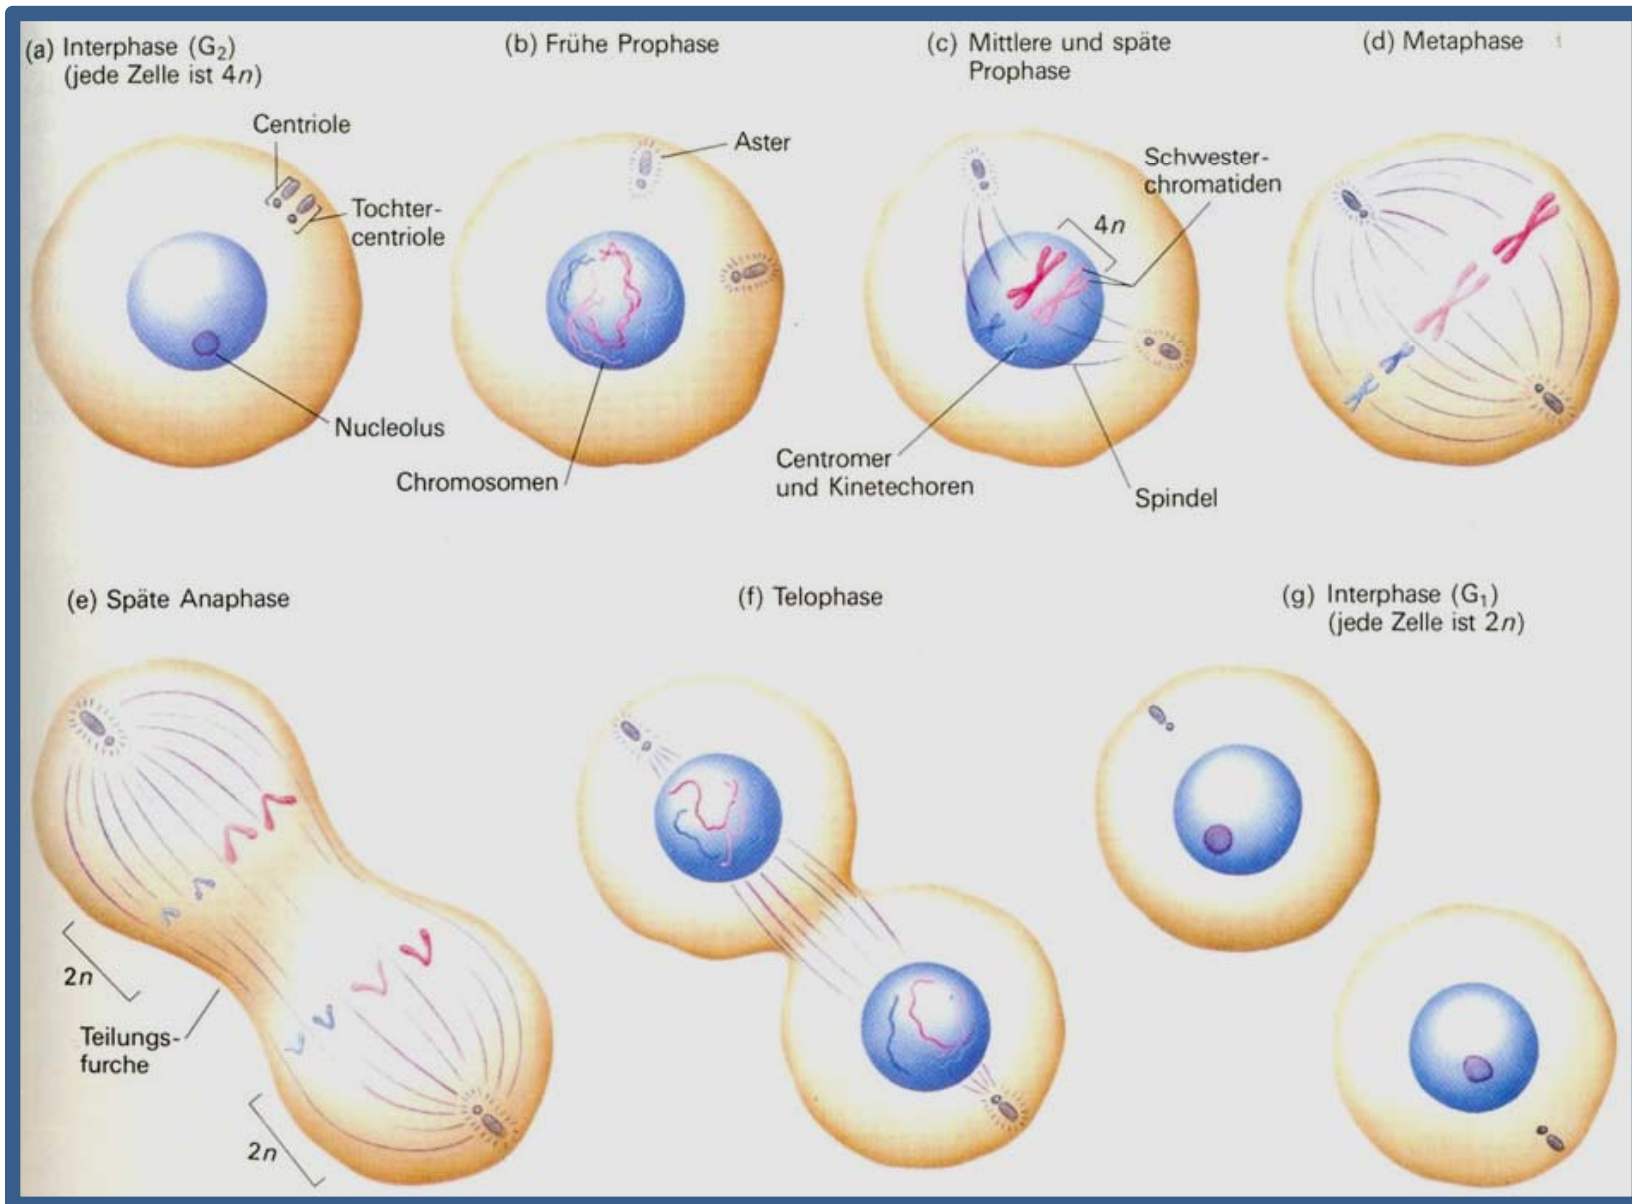 (a) Interphase (G₂)
(jede Zelle ist 4n)
Centriole
Tochter-
centriole
Nucleolus
(b) Frühe Prophase
Aster
Chromosomen
(c) Mittlere und späte
Prophase
Schwester-
chromatiden
4n
Centromer
und Kinetechoren
Spindel
(d) Metaphase
(e) Späte Anaphase
2n
Teilungs-
furche
2n
(f) Telophase
(g) Interphase (G₁)
(jede Zelle ist 2n)